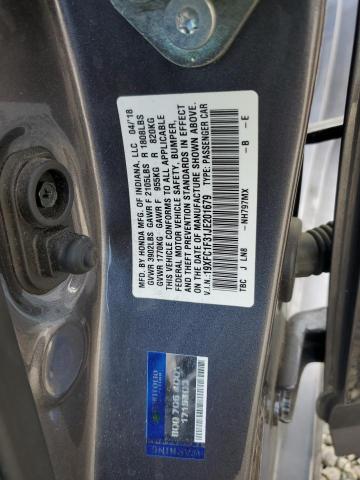 MFD. BY HONDA MFG. OF INDIANA, LLC 04/'18
GVWR 3902LBS GAWR F 2105LBS R 1808LBS
GVWR 1770KG GAWR F 955KG R 820KG
THIS VEHICLE CONFORMS TO ALL APPLICABLE
FEDERAL MOTOR VEHICLE SAFETY, BUMPER,
AND THEFT PREVENTION STANDARDS IN EFFECT
ON THE DATE OF MANUFACTURE SHOWN ABOVE.
V.I.N.:19XFC1F31JE201679 TYPE: PASSENGER CAR
TBC J LN8 - NH797MX - B - E
WARNING